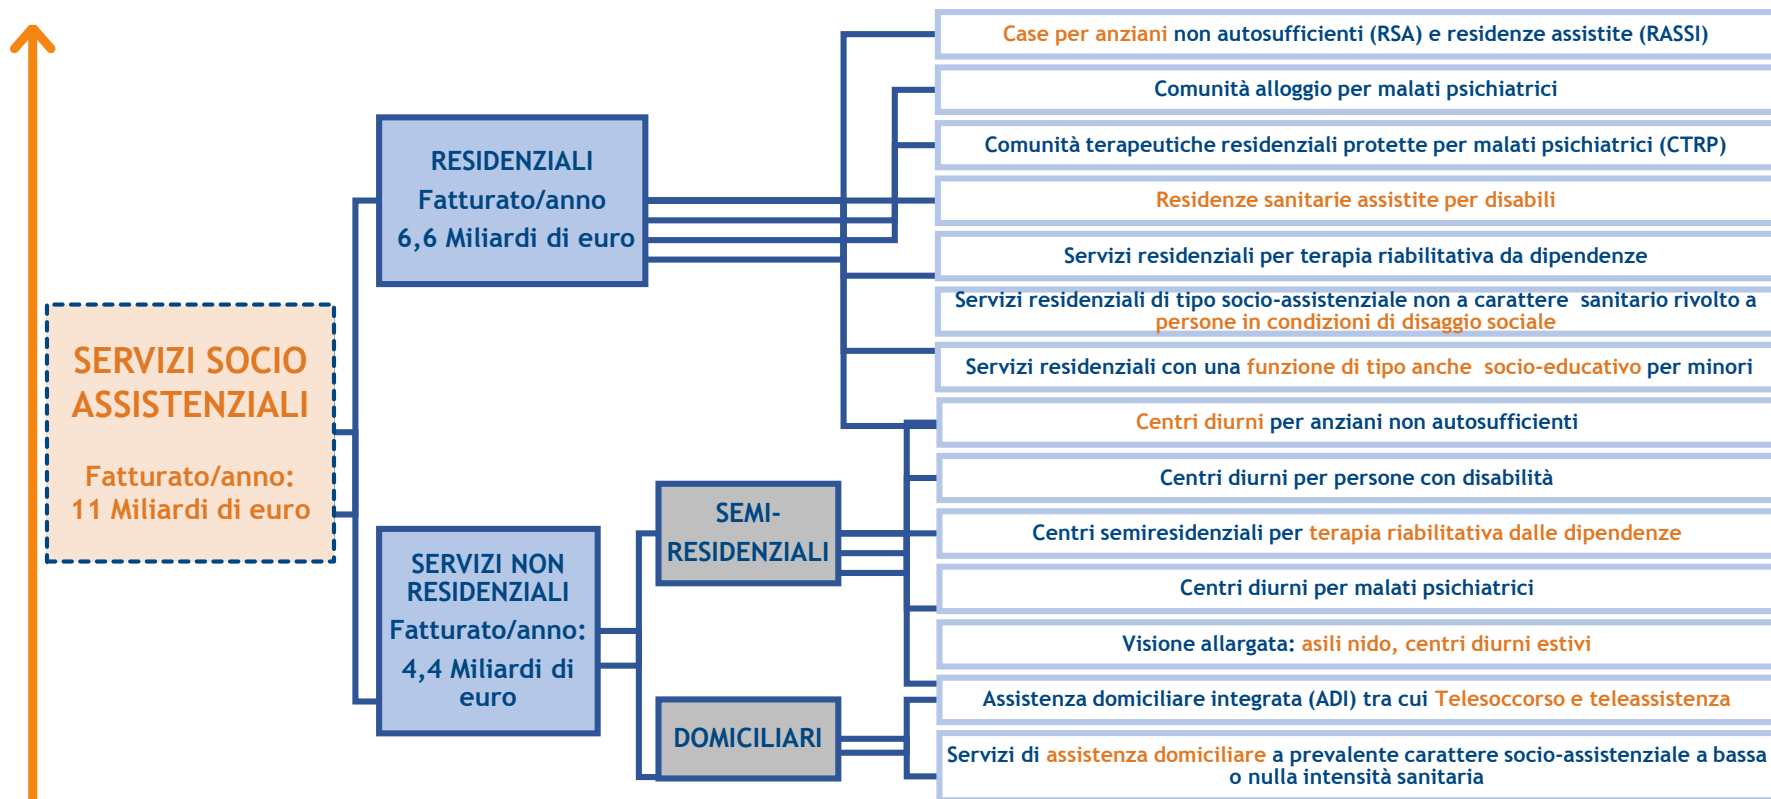 SERVIZI SOCIO
ASSISTENZIALI
Fatturato/anno:
11 Miliardi di euro
RESIDENZIALI
Fatturato/anno
6,6 Miliardi di euro
SERVIZI NON
RESIDENZIALI
Fatturato/anno:
4,4 Miliardi di
euro
SEMI-
RESIDENZIALI
DOMICILIARI
Case per anziani non autosufficienti (RSA) e residenze assistite (RASSI)
Comunità alloggio per malati psichiatrici
Comunità terapeutiche residenziali protette per malati psichiatrici (CTRP)
Residenze sanitarie assistite per disabili
Servizi residenziali per terapia riabilitativa da dipendenze
Servizi residenziali di tipo socio-assistenziale non a carattere sanitario rivolto a
persone in condizioni di disaggio sociale
Servizi residenziali con una funzione di tipo anche socio-educativo per minori
Centri diurni per anziani non autosufficienti
Centri diurni per persone con disabilità
Centri semiresidenziali per terapia riabilitativa dalle dipendenze
Centri diurni per malati psichiatrici
Visione allargata: asili nido, centri diurni estivi
Assistenza domiciliare integrata (ADI) tra cui Telesoccorso e teleassistenza
Servizi di assistenza domiciliare a prevalente carattere socio-assistenziale a bassa
o nulla intensità sanitaria